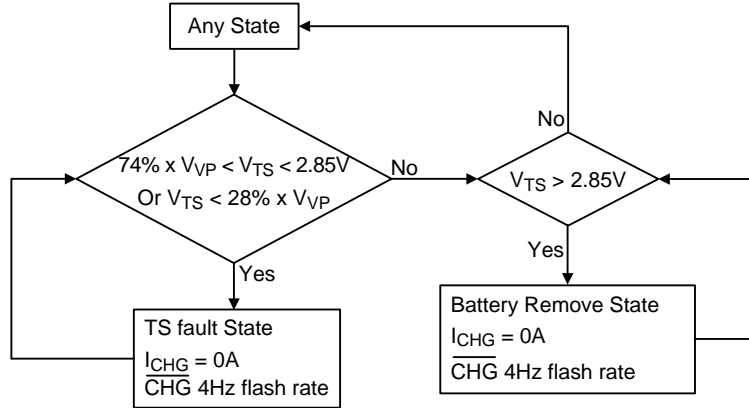 Any State
74% x VVP < VTS < 2.85V
Or VTS < 28% x VVP
No
Yes
TS fault State
ICHG = 0A
CHG 4Hz flash rate
No
VTS > 2.85V
Yes
Battery Remove State
ICHG = 0A
CHG 4Hz flash rate